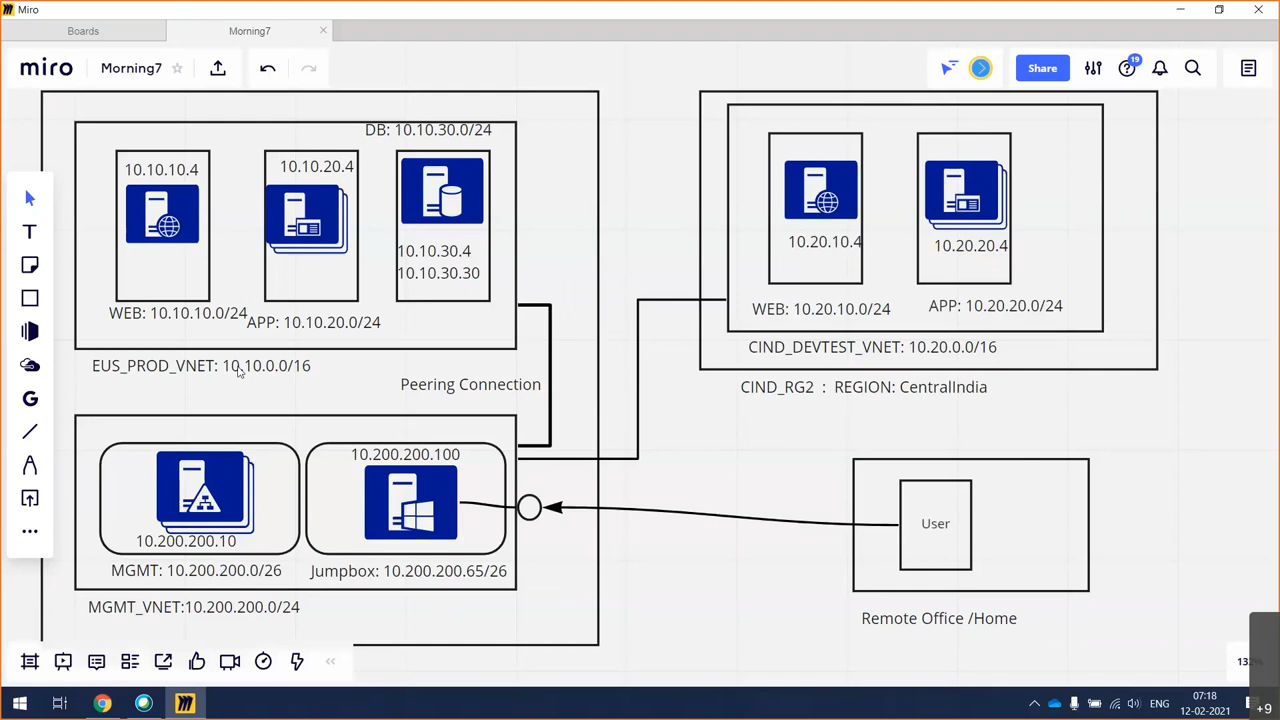 Miro
Boards
Morning7
miro
Morning7
19
Share
DB: 10.10.30.0/24
10.10.10.4
10.10.20.4
10.10.30.4
10.10.30.30
WEB: 10.10.10.0/24
APP: 10.10.20.0/24
EUS_PROD_VNET: 10.10.0.0/16
Peering Connection
10.20.10.4
10.20.20.4
WEB: 10.20.10.0/24
APP: 10.20.20.0/24
CIND_DEVTEST_VNET: 10.20.0.0/16
CIND_RG2 : REGION: CentralIndia
10.200.200.100
10.200.200.10
MGMT: 10.200.200.0/26
Jumpbox: 10.200.200.65/26
MGMT_VNET:10.200.200.0/24
User
Remote Office /Home
ENG
07:18
12-02-2021
+9